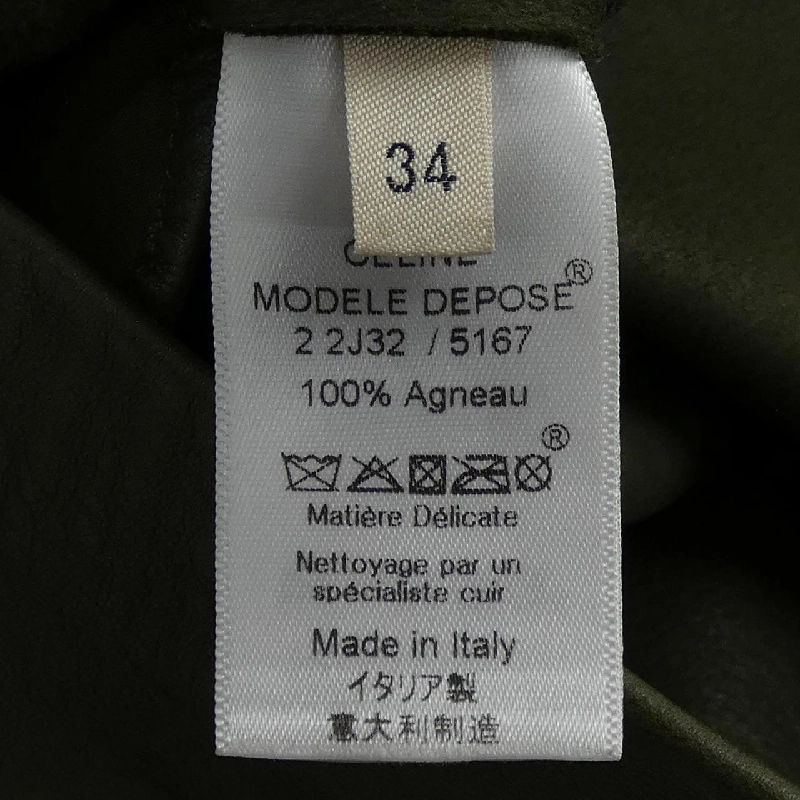 34
CELINE
MODELE DEPOSE®
2 2J32 / 5167
100% Agneau
®
Matière Délicate
Nettoyage par un
spécialiste cuir
Made in Italy
イタリア製
意大利制造